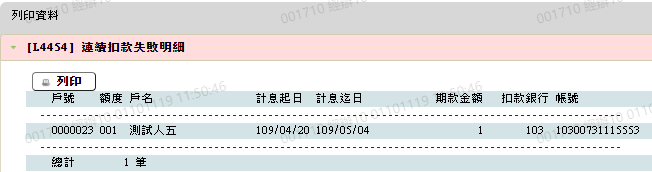 列印資料
[L4454] 連續扣款失敗明細
列印
戶號 額度 戶名 計息起日 計息迄日 期款金額 扣款銀行 帳號
0000023 001 測試人五 109/04/20 109/05/04 1 103 10300731115553
總計 1 筆